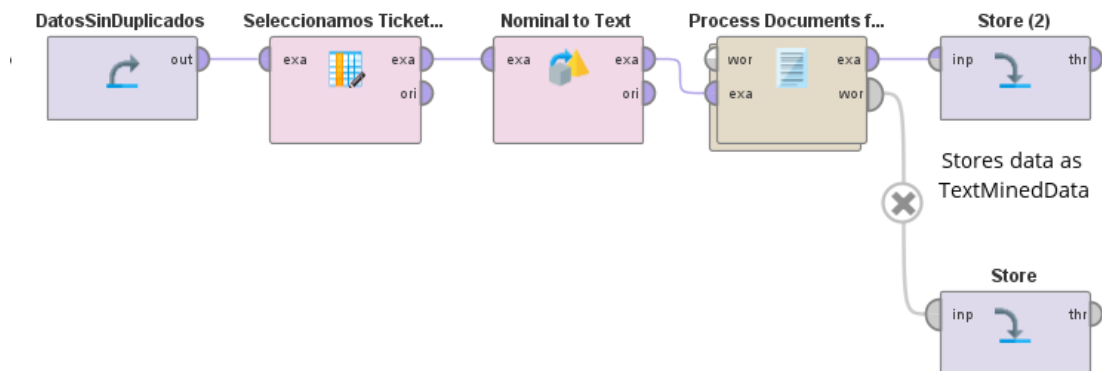 DatosSinDuplicados
out
Seleccionamos Ticket...
exa exa
ori
Nominal to Text
exa exa
ori
Process Documents f...
wor exa
exa wor
Store (2)
inp thr
Stores data as
TextMinedData
Store
inp thr